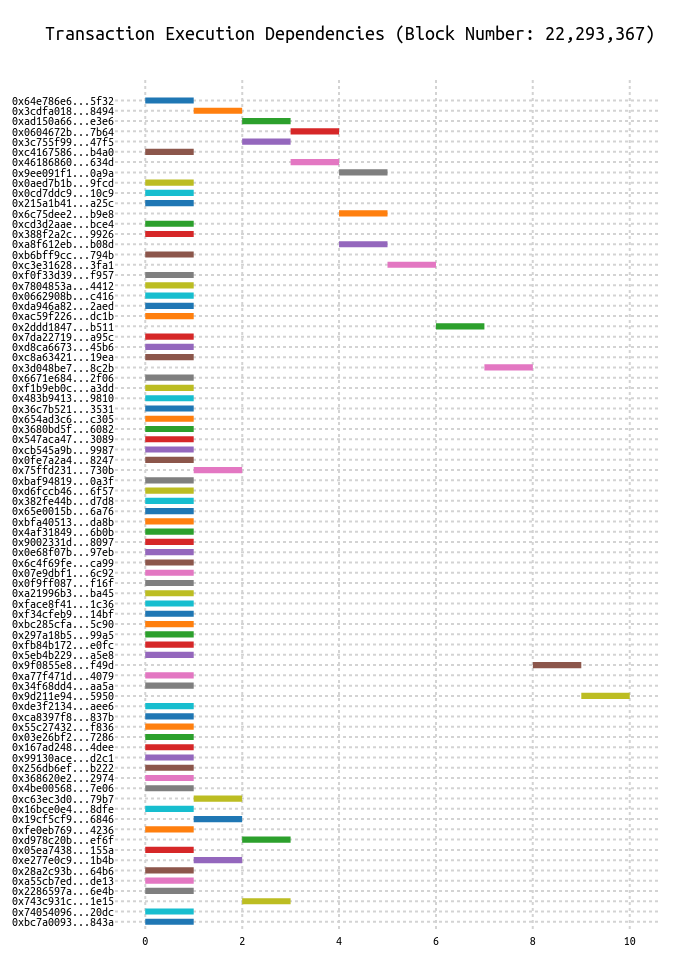 Transaction Execution Dependencies (Block Number: 22,293,367)
0x64e786e6...5f32
0x3cdfa018...8494
0xad150a66...e3e6
0x0604672b...7b64
0x3c755f99...47f5
0xc4167586...b4a0
0x46186860...634d
0x9ee091f1...0a9a
0x0aed7b1b...9fcd
0x0cd7ddc9...10c9
0x215a1b41...a25c
0x6c75dee2...b9e8
0xcd3d2aae...bce4
0x388f2a2c...9926
0xa8f612eb...b08d
0xb6bff9cc...794b
0xc3e31628...3fa1
0xf0f33d39...f957
0x7804853a...4412
0x0662908b...c416
0xda946a82...2aed
0xac59f226...dc1b
0x2ddd1847...b511
0x7da22719...a95c
0xd8ca6673...45b6
0xc8a63421...19ea
0x3d048be7...8c2b
0x6671e684...2f06
0xf1b9eb0c...a3dd
0x483b9413...9810
0x36c7b521...3531
0x654ad3c6...c305
0x3680bd5f...6082
0x547aca47...3089
0xcb545a9b...9987
0x0fe7a2a4...8247
0x75ffd231...730b
0xbaf94819...0a3f
0xd6fccb46...6f57
0x382fe44b...d7d8
0x65e0015b...6a76
0xbfa40513...da8b
0x4af31849...6b0b
0x9002331d...8097
0x0e68f07b...97eb
0x6c4f69fe...ca99
0x07e9dbf1...6c92
0x0f9ff087...f16f
0xa21996b3...ba45
0xface8f41...1c36
0xf34cfeb9...14bf
0xbc285cfa...5c90
0x297a18b5...99a5
0xfb84b172...e0fc
0x5eb4b229...a5e8
0x9f0855e8...f49d
0xa77f471d...4079
0x34f68dd4...aa5a
0x9d211e94...5950
0xde3f2134...aee6
0xca8397f8...837b
0x55c27432...f836
0x03e26bf2...7286
0x167ad248...4dee
0x99130ace...d2c1
0x256db6ef...b222
0x368620e2...2974
0x4be00568...7e06
0xc63ec3d0...79b7
0x16bce0e4...8dfe
0x19cf5cf9...6846
0xfe0eb769...4236
0xd978c20b...ef6f
0x05ea7438...155a
0xe277e0c9...1b4b
0x28a2c93b...64b6
0xa55cb7ed...de13
0x2286597a...6e4b
0x743c931c...1e15
0x74054096...20dc
0xbc7a0093...843a
0 2 4 6 8 10